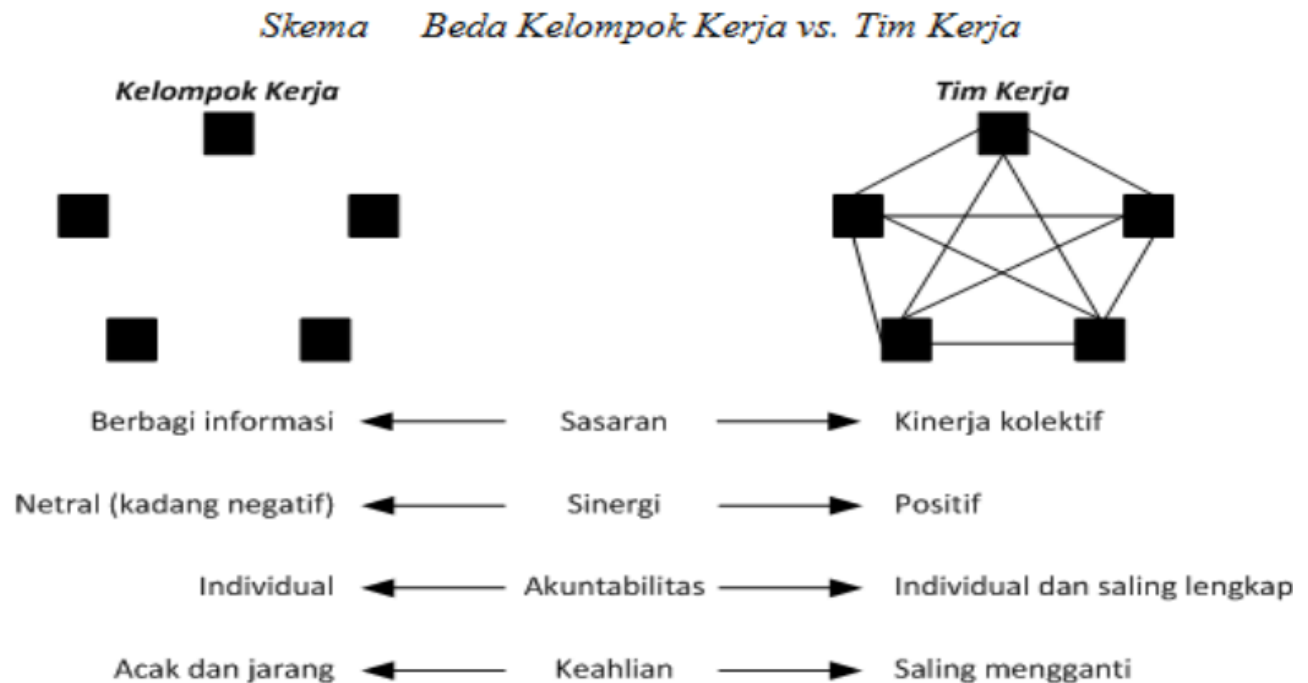 Skema Beda Kelompok Kerja vs. Tim Kerja
Kelompok Kerja Tim Kerja
Berbagi informasi Sasaran Kinerja kolektif
Netral (kadang negatif) Sinergi Positif
Individual Akuntabilitas Individual dan saling lengkap
Acak dan jarang Keahlian Saling mengganti